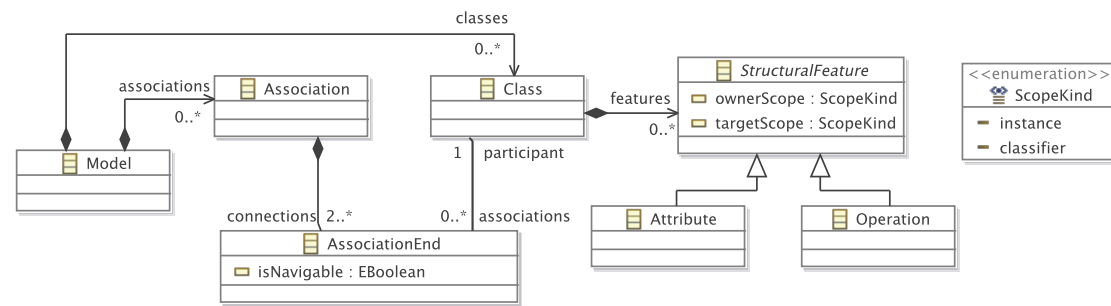 classes
0..*
associations
0..*
Association
Class
features
0..*
StructuralFeature
ownerScope : ScopeKind
targetScope : ScopeKind
<<enumeration>>
ScopeKind
instance
classifier
Model
1 participant
connections 2..*
0..* associations
AssociationEnd
isNavigable : EBoolean
Attribute
Operation